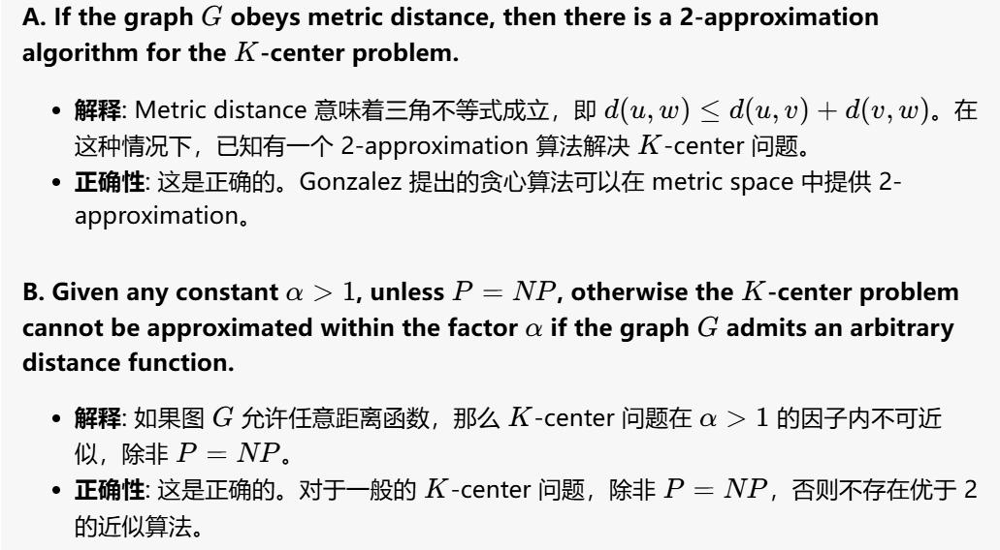 A. If the graph G obeys metric distance, then there is a 2-approximation
algorithm for the K-center problem.
• 解释: Metric distance 意味着三角不等式成立，即 d(u, w) ≤ d(u, v) + d(v, w)。在
这种情况下，已知有一个 2-approximation 算法解决 K-center 问题。
• 正确性: 这是正确的。Gonzalez 提出的贪心算法可以在 metric space 中提供 2-
approximation。
B. Given any constant α > 1, unless P = NP, otherwise the K-center problem
cannot be approximated within the factor α if the graph G admits an arbitrary
distance function.
• 解释: 如果图 G 允许任意距离函数，那么 K-center 问题在 α > 1 的因子内不可近
似，除非 P = NP。
• 正确性: 这是正确的。对于一般的 K-center 问题，除非 P = NP，否则不存在优于 2
的近似算法。